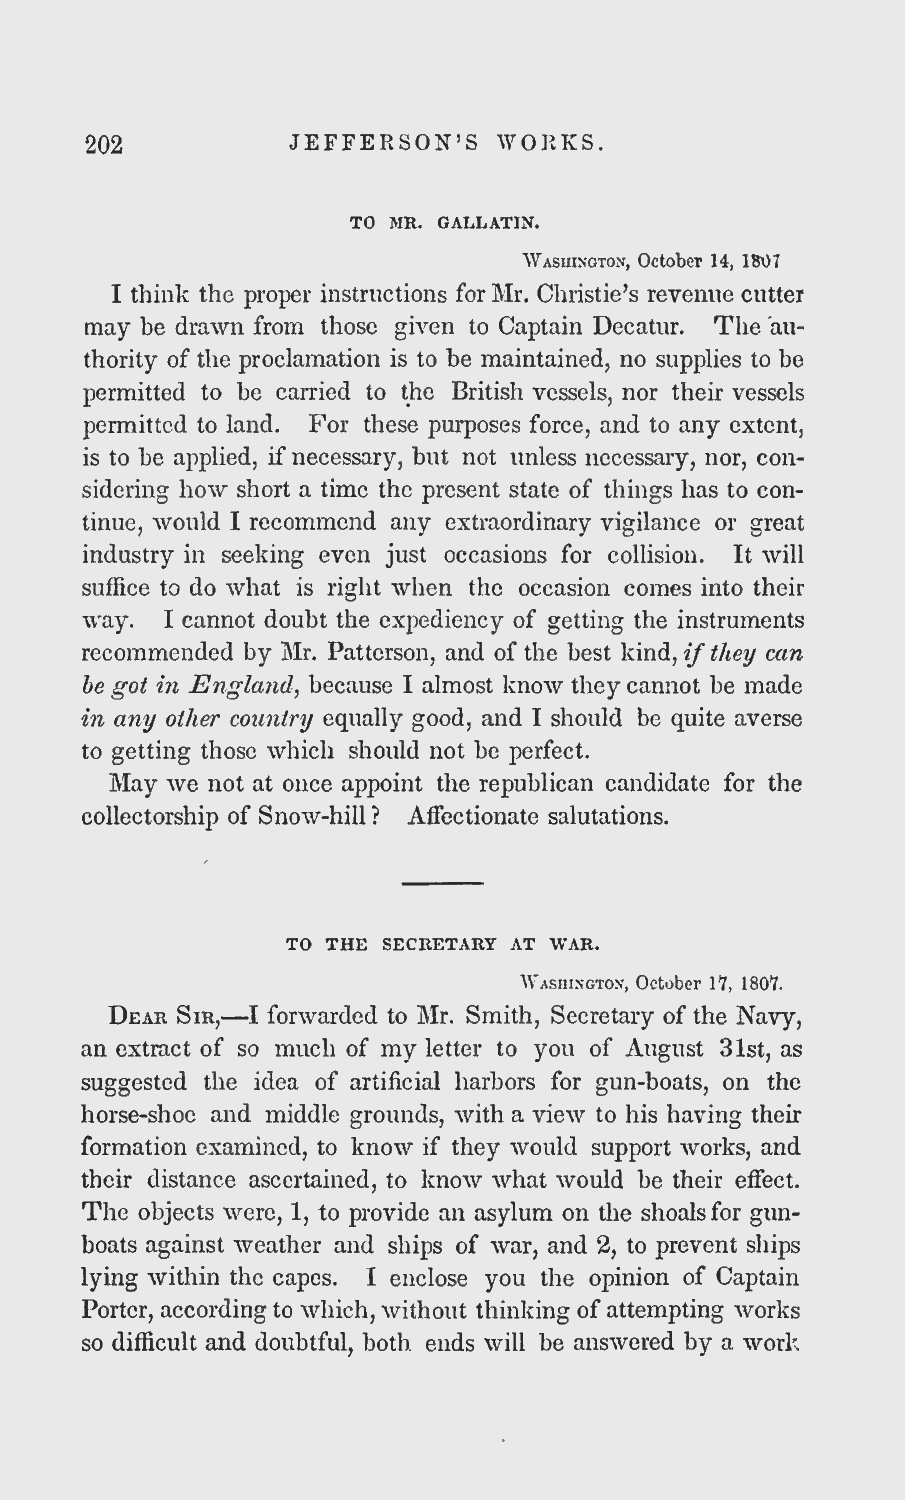 202 JEFFERSON'S WORKS.
TO MR. GALLATIN.
WASHINGTON, October 14, 1807
I think the proper instructions for Mr. Christie's revenue cutter
may be drawn from those given to Captain Decatur. The au-
thority of the proclamation is to be maintained, no supplies to be
permitted to be carried to the British vessels, nor their vessels
permitted to land. For these purposes force, and to any extent,
is to be applied, if necessary, but not unless necessary, nor, con-
sidering how short a time the present state of things has to con-
tinue, would I recommend any extraordinary vigilance or great
industry in seeking even just occasions for collision. It will
suffice to do what is right when the occasion comes into their
way. I cannot doubt the expediency of getting the instruments
recommended by Mr. Patterson, and of the best kind, if they can
be got in England, because I almost know they cannot be made
in any other country equally good, and I should be quite averse
to getting those which should not be perfect.
May we not at once appoint the republican candidate for the
collectorship of Snow-hill? Affectionate salutations.
TO THE SECRETARY AT WAR.
WASHINGTON, October 17, 1807.
DEAR SIR,—I forwarded to Mr. Smith, Secretary of the Navy,
an extract of so much of my letter to you of August 31st, as
suggested the idea of artificial harbors for gun-boats, on the
horse-shoe and middle grounds, with a view to his having their
formation examined, to know if they would support works, and
their distance ascertained, to know what would be their effect.
The objects were, 1, to provide an asylum on the shoals for gun-
boats against weather and ships of war, and 2, to prevent ships
lying within the capes. I enclose you the opinion of Captain
Porter, according to which, without thinking of attempting works
so difficult and doubtful, both ends will be answered by a work